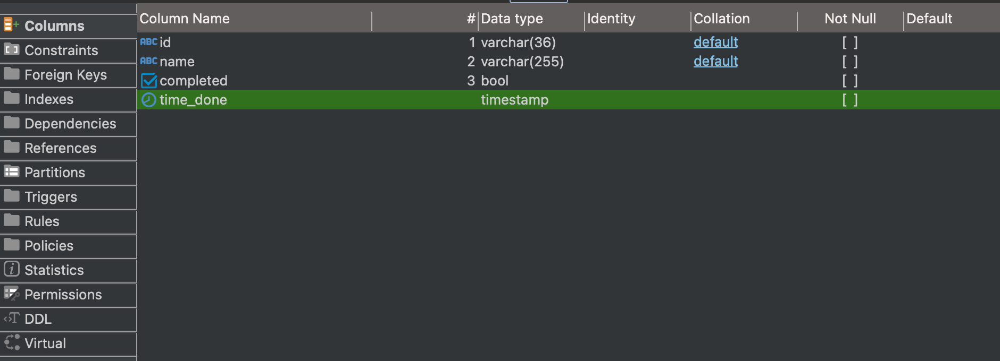 Columns
Constraints
Foreign Keys
Indexes
Dependencies
References
Partitions
Triggers
Rules
Policies
Statistics
Permissions
DDL
Virtual
Column Name # Data type Identity Collation Not Null Default
ABC id 1 varchar(36) default [ ]
ABC name 2 varchar(255) default [ ]
completed 3 bool [ ]
time_done timestamp [ ]